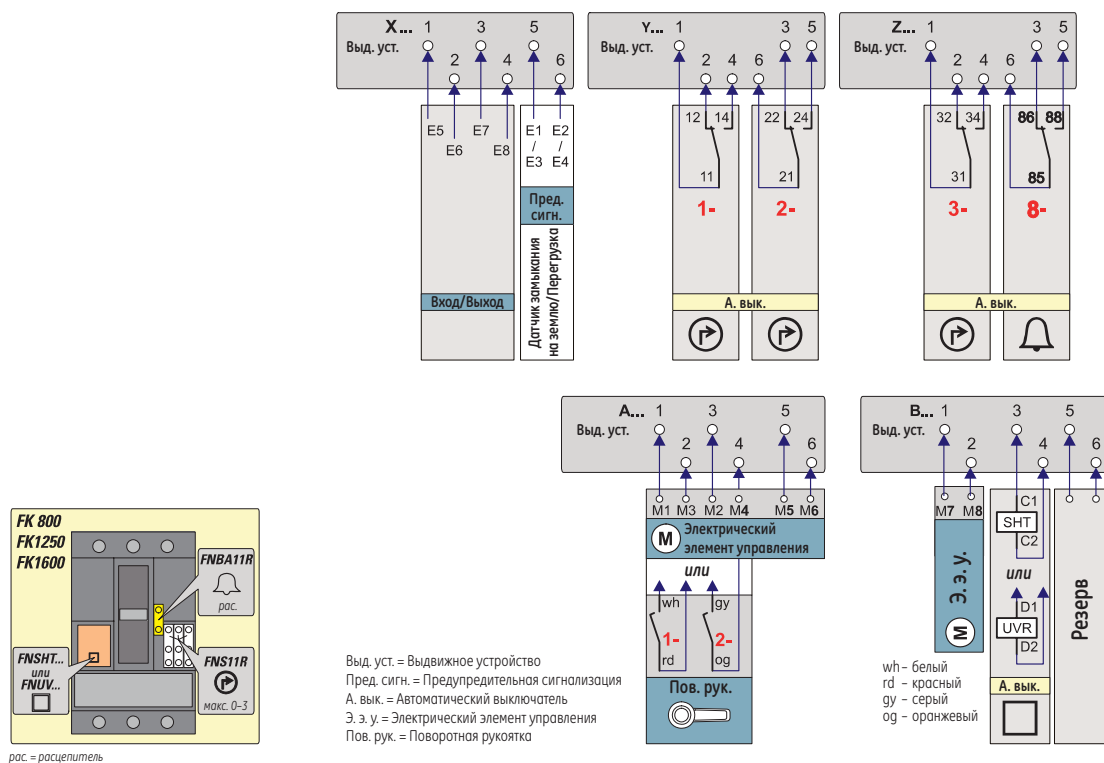 X... 1 3 5
Выд. уст.
2 4 6
E5 E7 E1 E2
/ /
E6 E8 E3 E4
Пред.
сигн.
Датчик замыкания
на землю/Перегрузка
Вход/Выход
Y... 1 3 5
Выд. уст.
2 4 6
12 14 22 24
11 21
1- 2-
А. вык.
Z... 1 3 5
Выд. уст.
2 4 6
32 34 86 88
31 85
3- 8-
А. вык.
A... 1 3 5
Выд. уст.
2 4 6
M1 M3 M2 M4 M5 M6
M Электрический
элемент управления
или
wh gy
1- 2-
rd og
Пов. рук.
B... 1 3 5
Выд. уст.
2 4 6
M7 M8
Э. э. у.
M
C1
SHT
C2
или
D1
UVR
D2
А. вык.
Резерв
FK 800
FK1250
FK1600
FNBA11R
рас.
FNSHT...
или
FNUV...
FNS11R
макс. 0–3
рас. = расцепитель
Выд. уст. = Выдвижное устройство
Пред. сигн. = Предупредительная сигнализация
А. вык. = Автоматический выключатель
Э. э. у. = Электрический элемент управления
Пов. рук. = Поворотная рукоятка
wh – белый
rd – красный
gy – серый
og – оранжевый